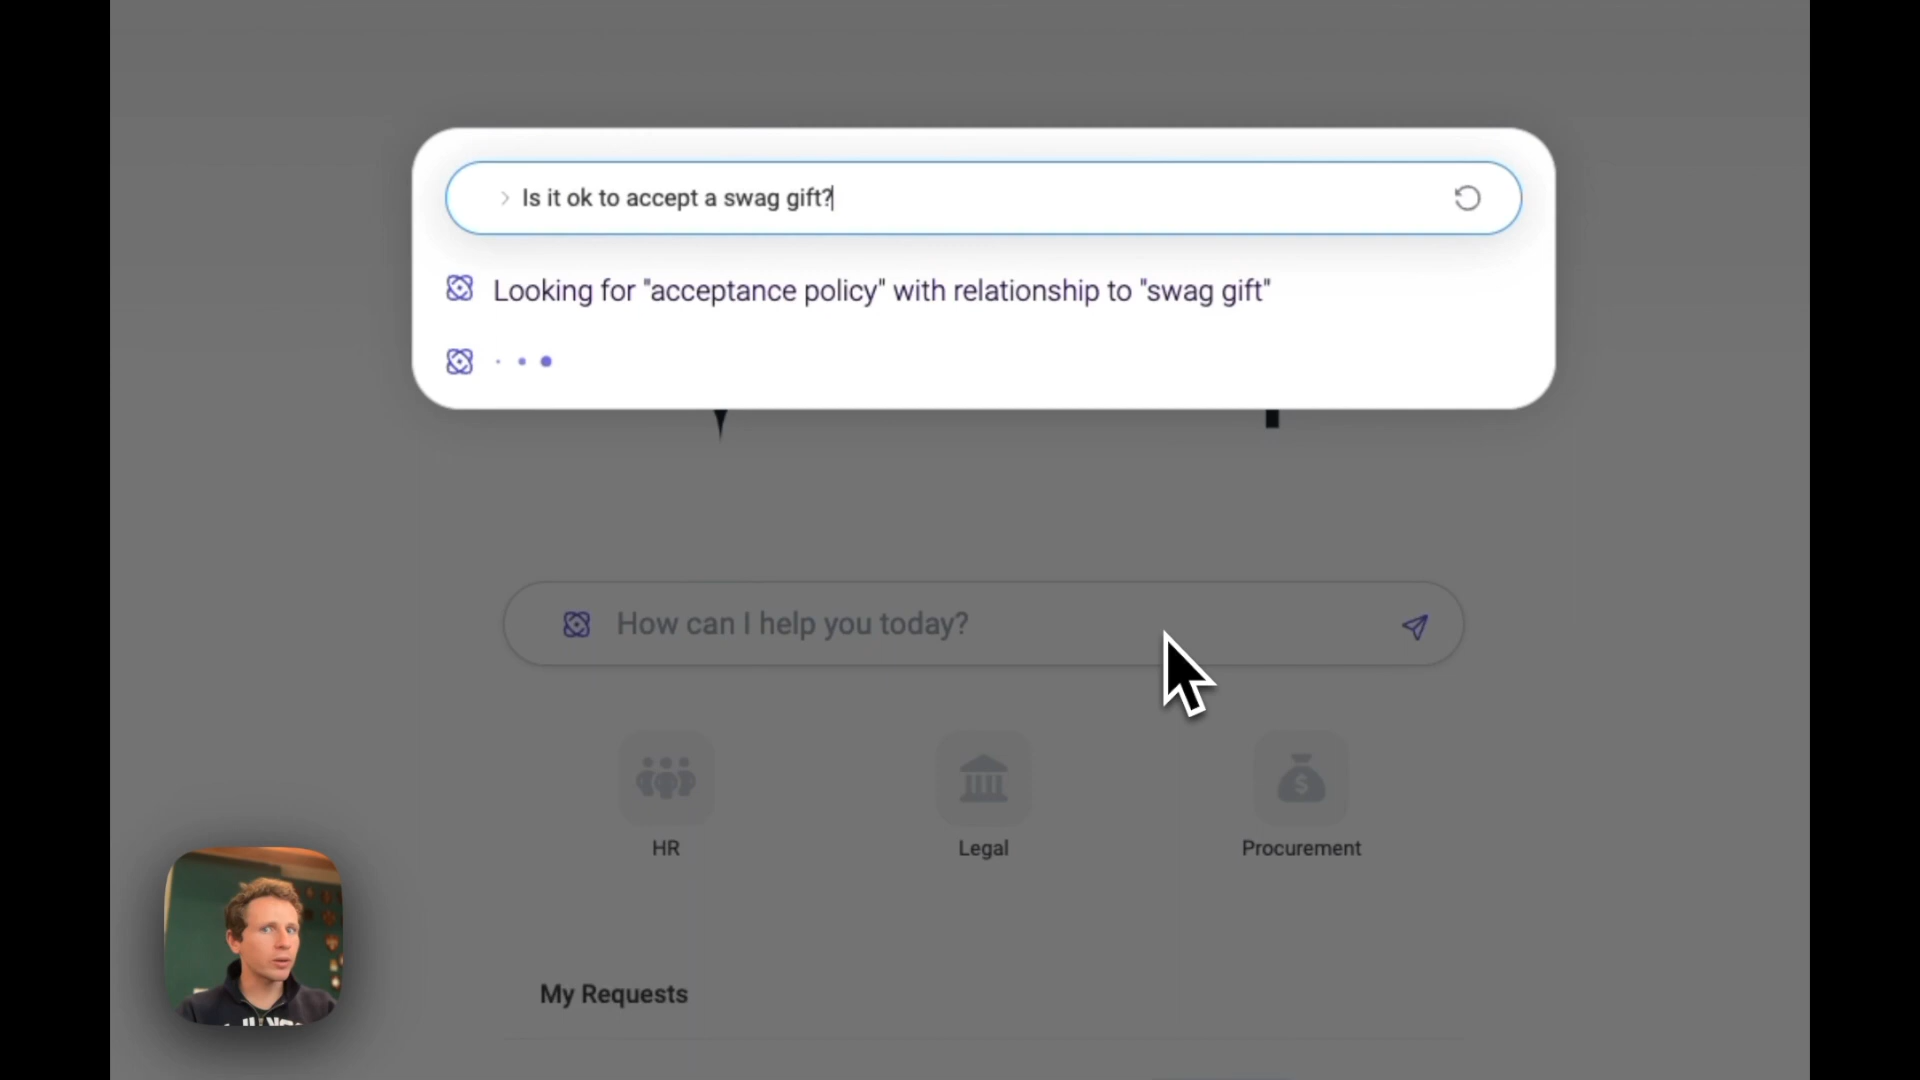 Is it ok to accept a swag gift?
Looking for "acceptance policy" with relationship to "swag gift"
How can I help you today?
HR
Legal
Procurement
My Requests